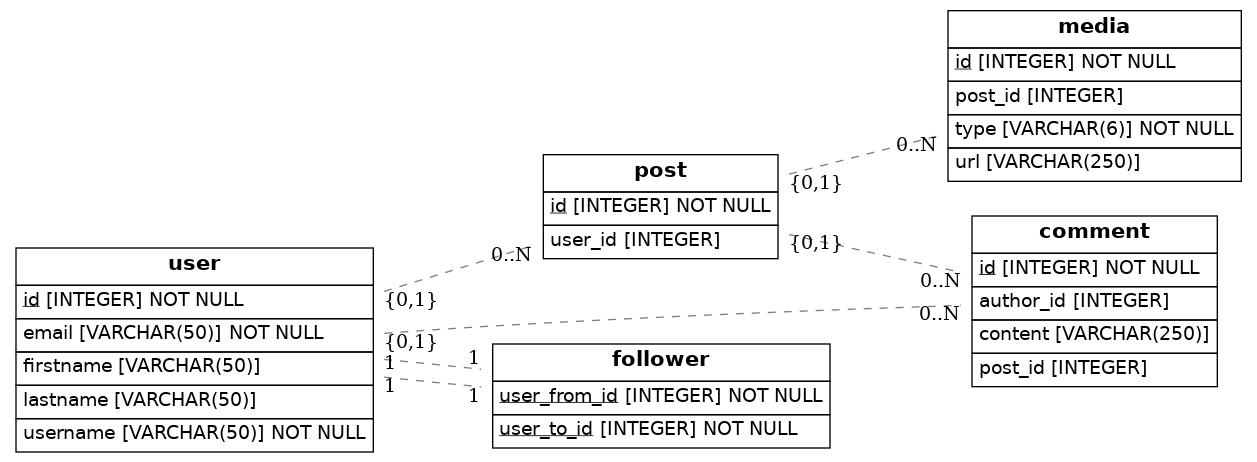 media
id [INTEGER] NOT NULL
post_id [INTEGER]
type [VARCHAR(6)] NOT NULL
url [VARCHAR(250)]
0..N
{0,1}
post
id [INTEGER] NOT NULL
user_id [INTEGER]
{0,1}
0..N
comment
id [INTEGER] NOT NULL
author_id [INTEGER]
content [VARCHAR(250)]
post_id [INTEGER]
0..N
0..N
{0,1}
user
id [INTEGER] NOT NULL
email [VARCHAR(50)] NOT NULL
firstname [VARCHAR(50)]
lastname [VARCHAR(50)]
username [VARCHAR(50)] NOT NULL
{0,1}
1
1
1
1
follower
user_from_id [INTEGER] NOT NULL
user_to_id [INTEGER] NOT NULL